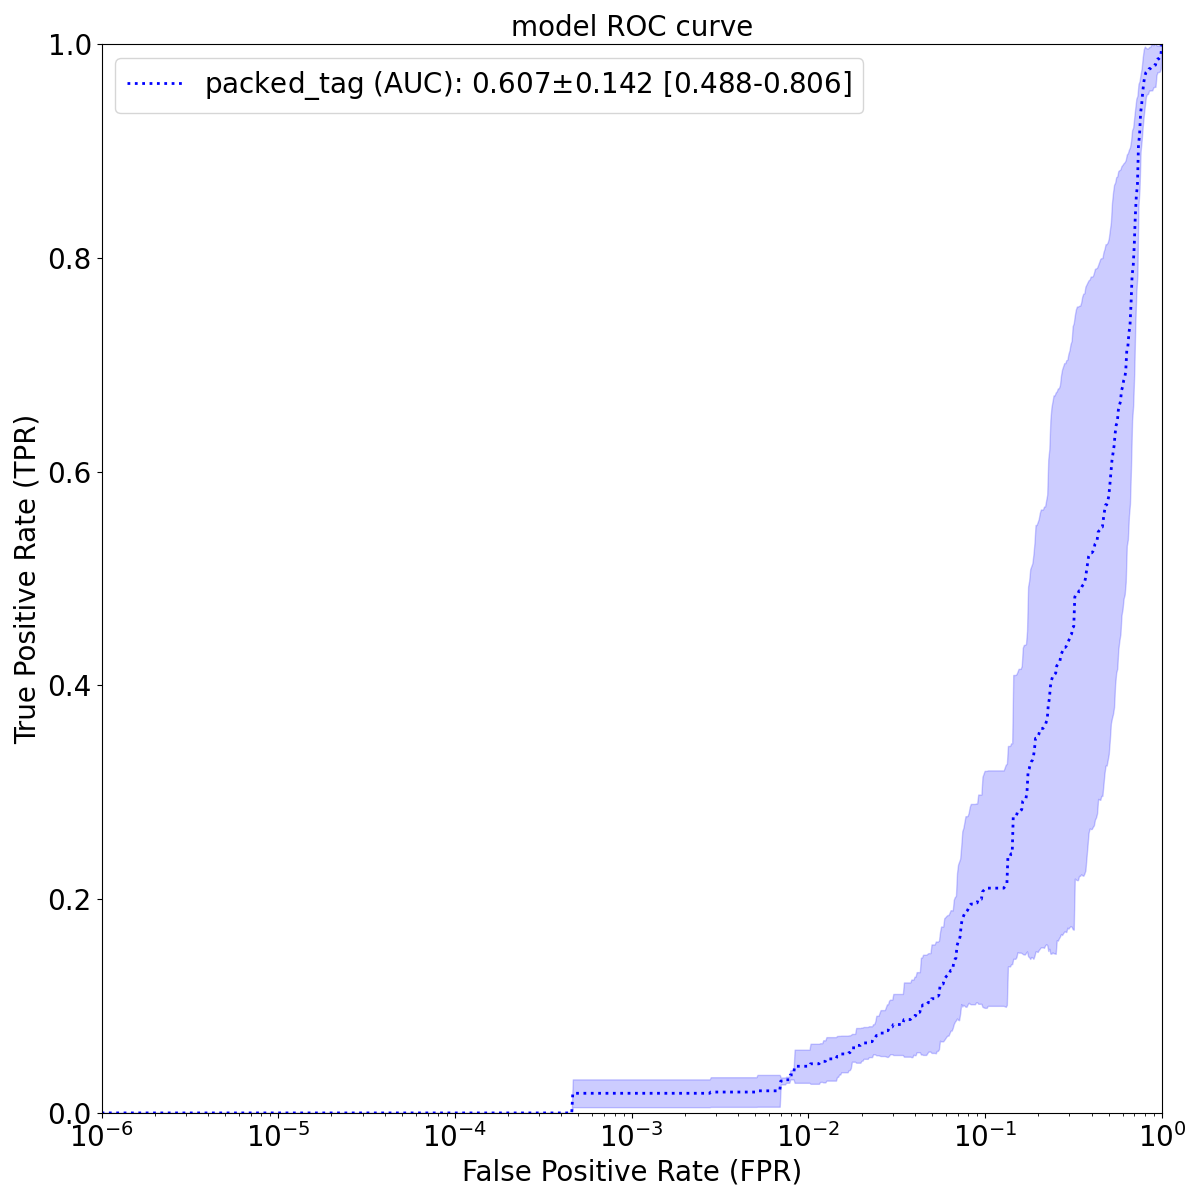 model ROC curve
packed_tag (AUC): 0.607±0.142 [0.488-0.806]
1.0
0.8
0.6
0.4
0.2
0.0
True Positive Rate (TPR)
10⁻⁶ 10⁻⁵ 10⁻⁴ 10⁻³ 10⁻² 10⁻¹ 10⁰
False Positive Rate (FPR)